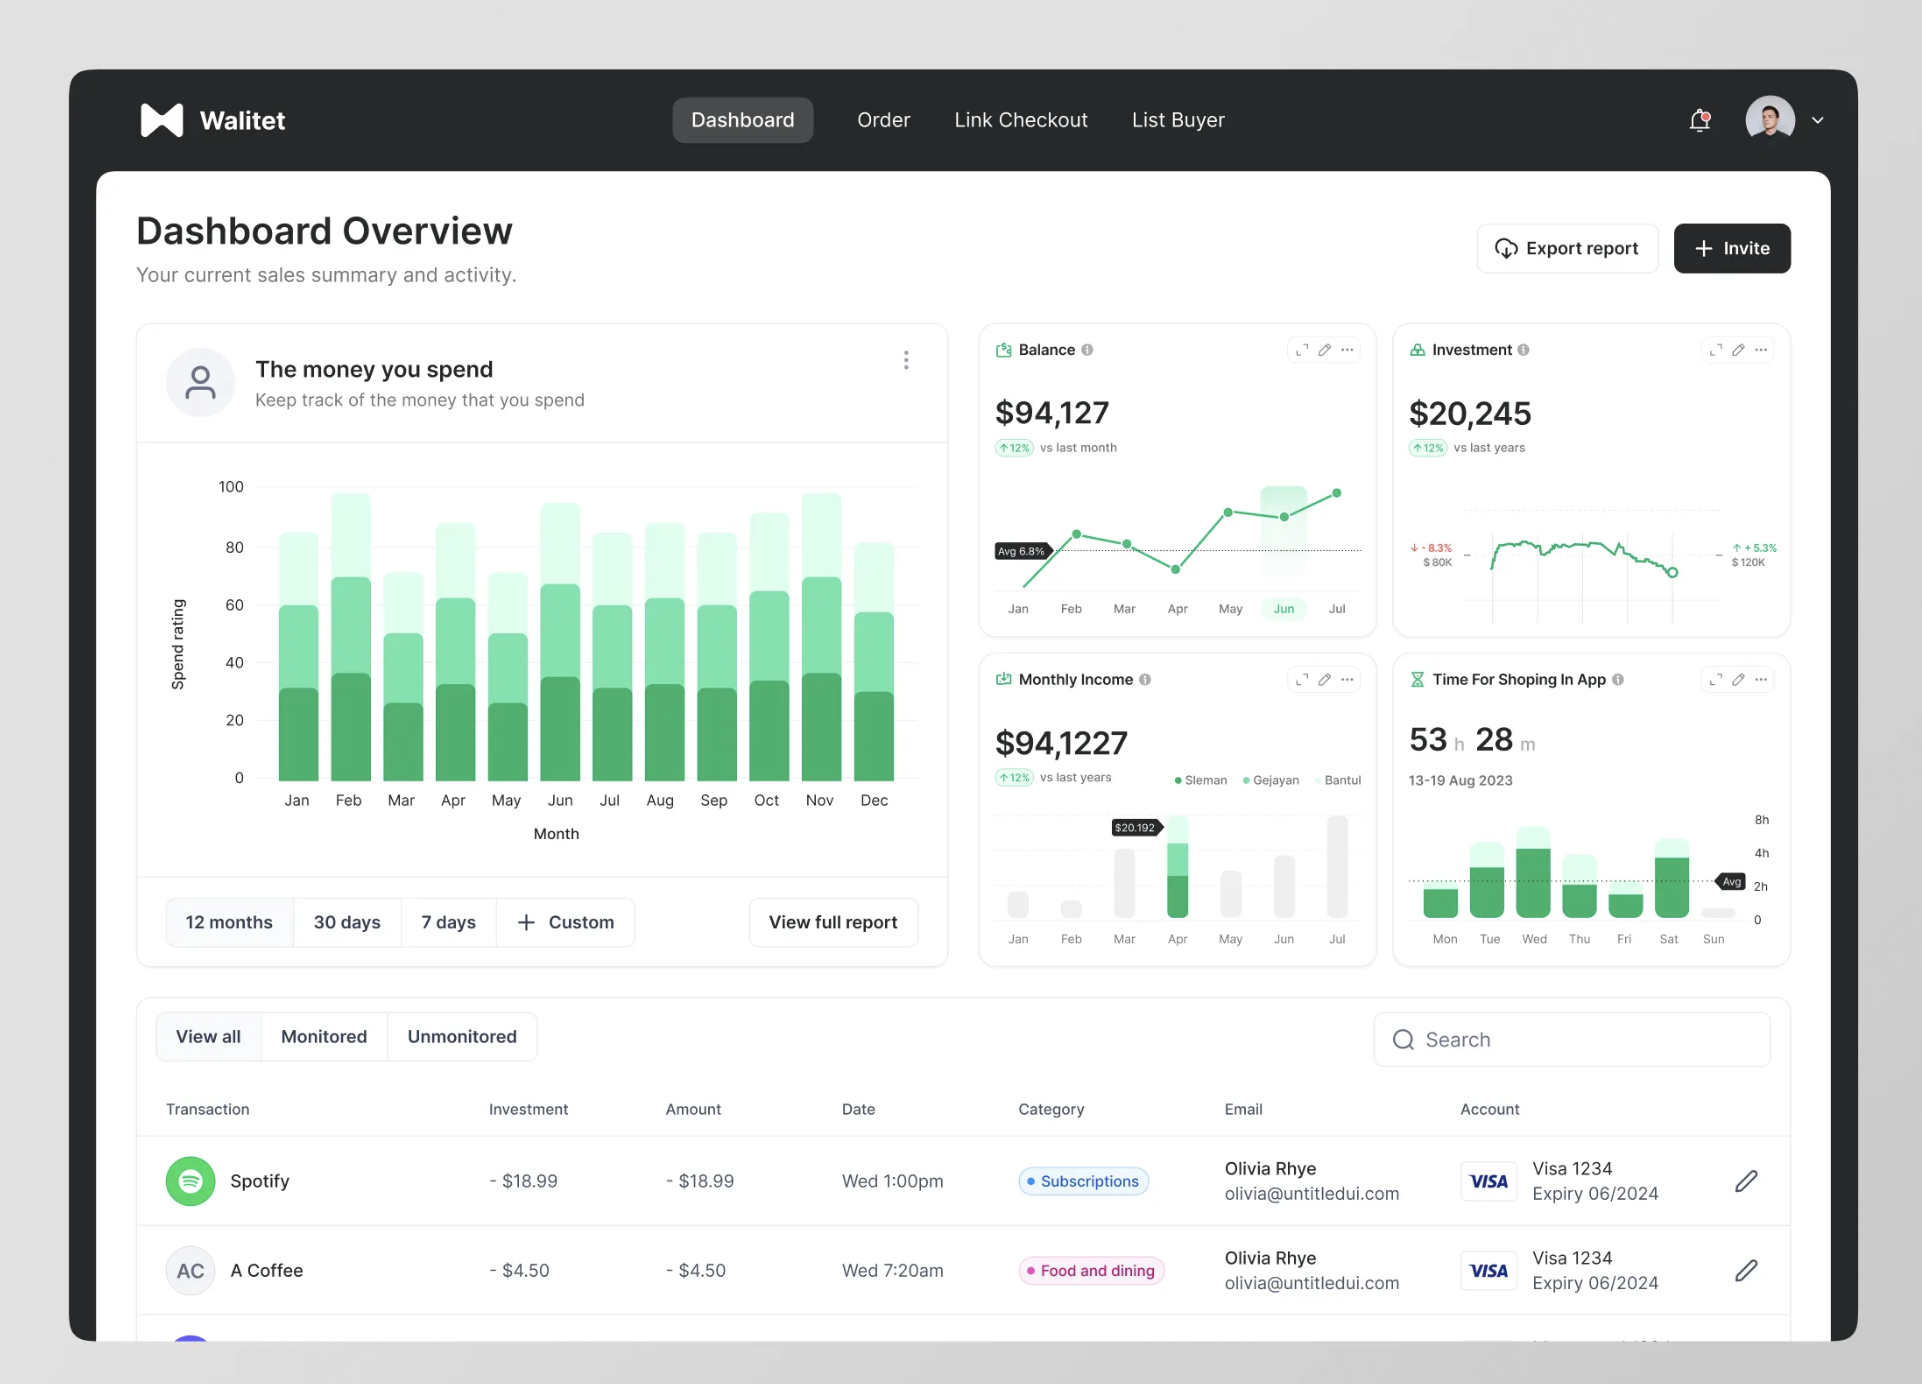 Walitet
Dashboard
Order
Link Checkout
List Buyer
Dashboard Overview
Your current sales summary and activity.
Export report
Invite
The money you spend
Keep track of the money that you spend
Spend rating
100
80
60
40
20
0
Jan Feb Mar Apr May Jun Jul Aug Sep Oct Nov Dec
Month
12 months
30 days
7 days
Custom
View full report
Balance
$94,127
12% vs last month
Avg 6.8%
Jan Feb Mar Apr May Jun Jul
Investment
$20,245
12% vs last years
- 8.3%
$ 80K
+ 5.3%
$ 120K
Monthly Income
$94,1227
12% vs last years
Sleman Gejayan Bantul
$20.192
Jan Feb Mar Apr May Jun Jul
Time For Shoping In App
53 h 28 m
13-19 Aug 2023
8h
4h
Avg
2h
0
Mon Tue Wed Thu Fri Sat Sun
View all
Monitored
Unmonitored
Search
Transaction Investment Amount Date Category Email Account
Spotify - $18.99 - $18.99 Wed 1:00pm Subscriptions
Olivia Rhye
olivia@untitledui.com
VISA
Visa 1234
Expiry 06/2024
AC A Coffee - $4.50 - $4.50 Wed 7:20am Food and dining
Olivia Rhye
olivia@untitledui.com
VISA
Visa 1234
Expiry 06/2024